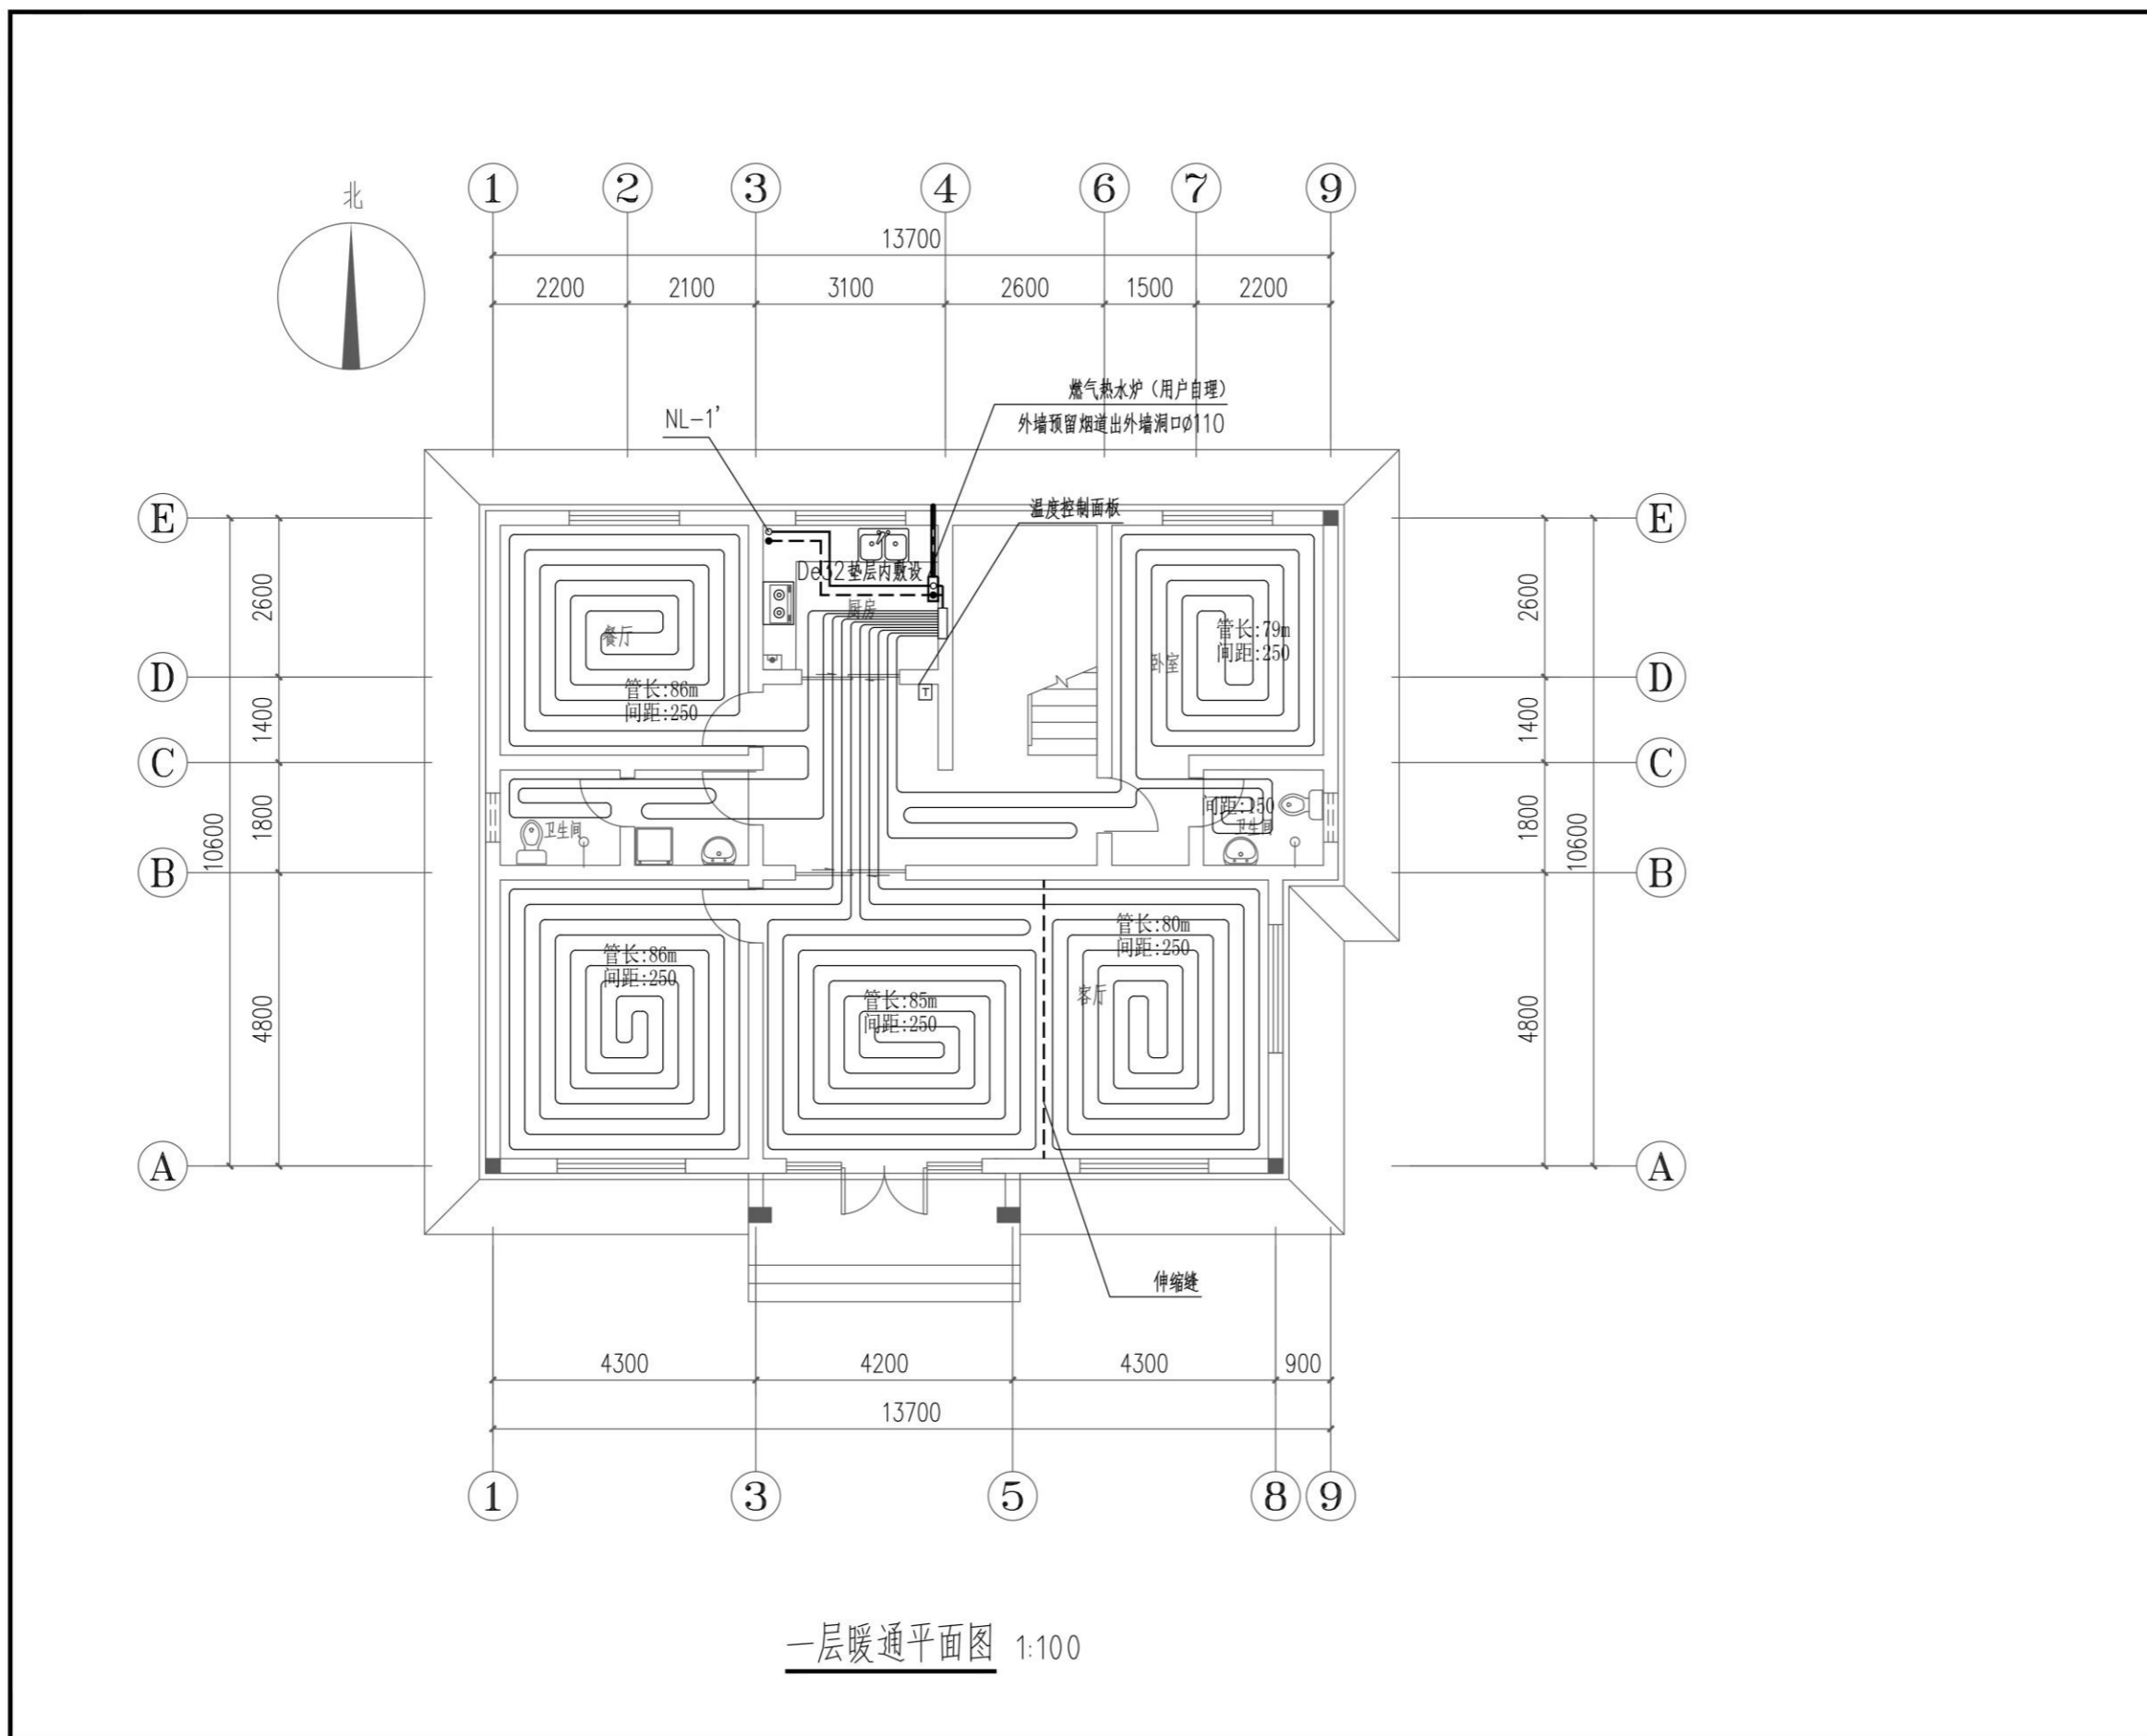 北
1 2 3 4 6 7 9
13700
2200 2100 3100 2600 1500 2200
燃气热水炉（用户自理）
NL-1’
外墙预留烟道出外墙洞口Ø110
温度控制面板
E
E
De32垫层内敷设
厨房
餐厅
管长:79m
间距:250
卧室
2600
2600
D
D
管长:86m
间距:250
T
1400
1400
C
C
间距:150
卫生间
卫生间
1800
1800
10600
10600
B
B
管长:80m
间距:250
管长:86m
间距:250
客厅
管长:85m
间距:250
4800
4800
A
A
伸缩缝
4300 4200 4300 900
13700
1 3 5 8 9
一层暖通平面图 1:100